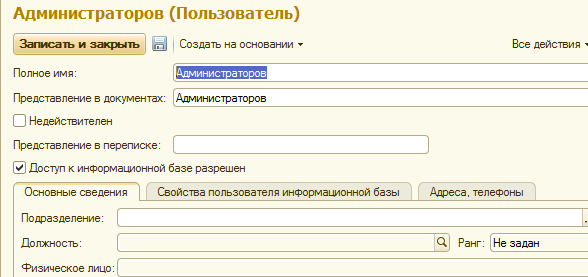 Администраторов (Пользователь)
Записать и закрыть Создать на основании Все действия
Полное имя: Администраторов
Представление в документах: Администраторов
Недействителен
Представление в переписке:
Доступ к информационной базе разрешен
Основные сведения Свойства пользователя информационной базы Адреса, телефоны
Подразделение: ...
Должность: Ранг: Не задан
Физическое лицо: